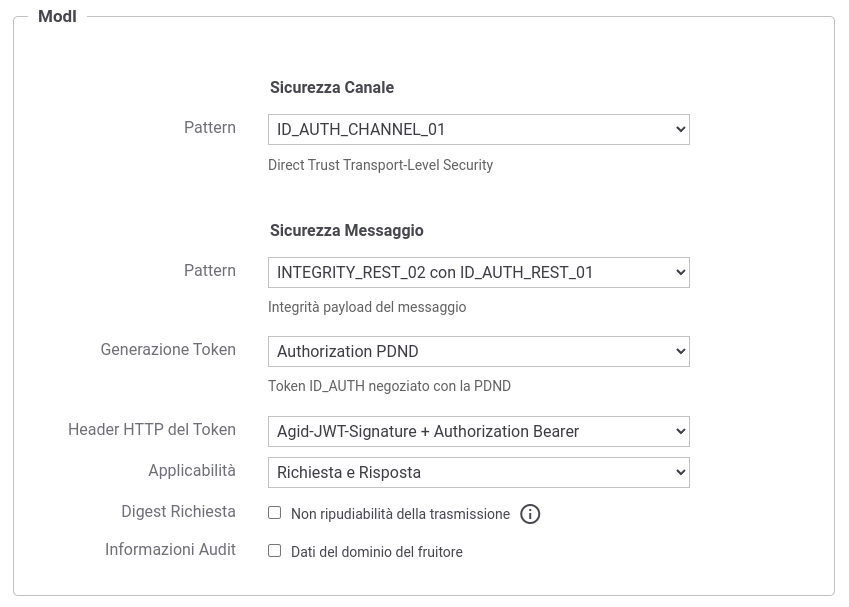 ModI
Sicurezza Canale
Pattern
ID_AUTH_CHANNEL_01
Direct Trust Transport-Level Security
Sicurezza Messaggio
Pattern
INTEGRITY_REST_02 con ID_AUTH_REST_01
Integrità payload del messaggio
Generazione Token
Authorization PDND
Token ID_AUTH negoziato con la PDND
Header HTTP del Token
Agid-JWT-Signature + Authorization Bearer
Applicabilità
Richiesta e Risposta
Digest Richiesta
Non ripudiabilità della trasmissione
Informazioni Audit
Dati del dominio del fruitore